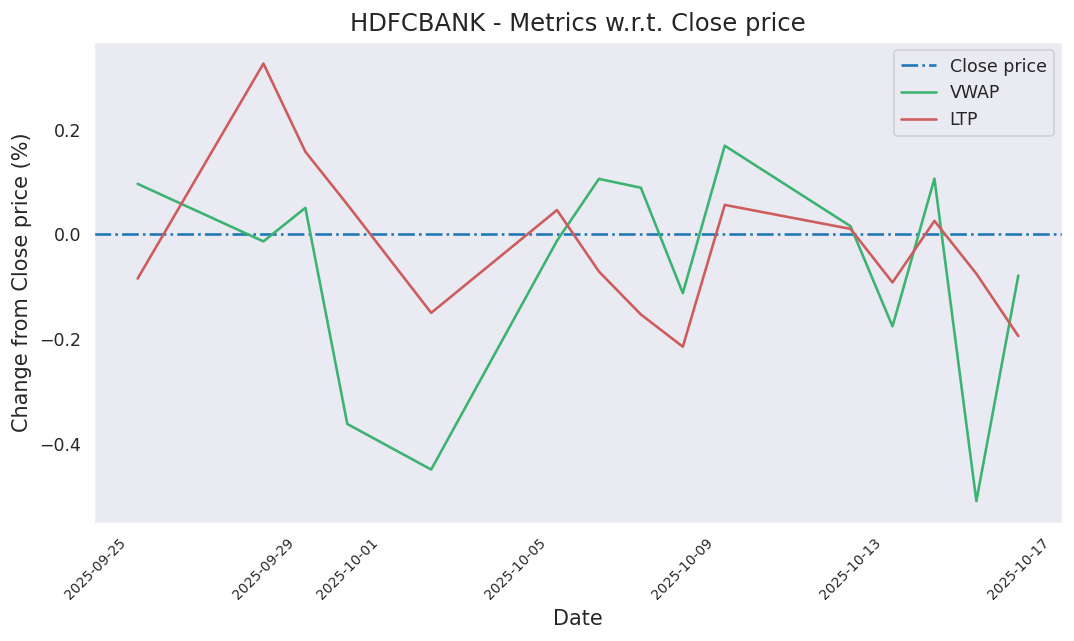 HDFCBANK - Metrics w.r.t. Close price
Close price
VWAP
LTP
Change from Close price (%)
0.2
0.0
−0.2
−0.4
2025-09-25
2025-09-29
2025-10-01
2025-10-05
2025-10-09
2025-10-13
2025-10-17
Date